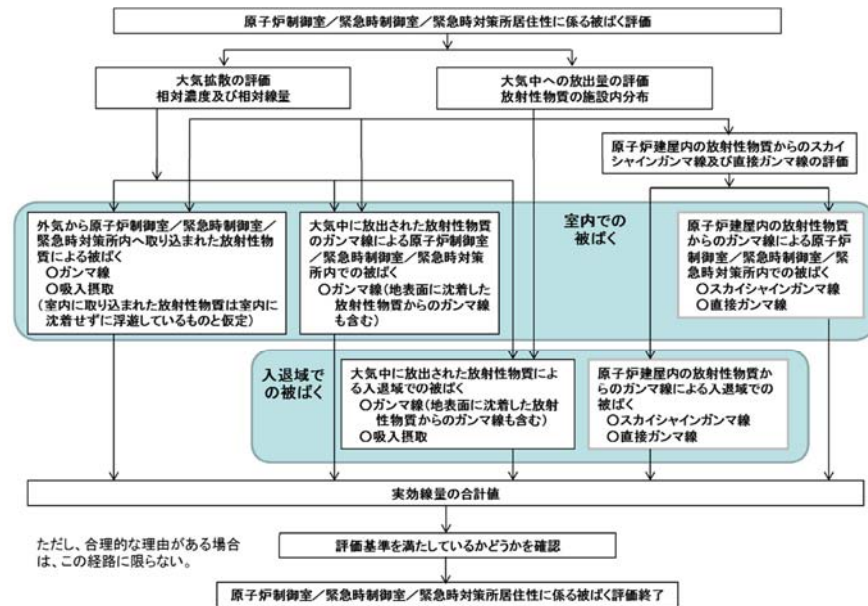 原子炉制御室／緊急時制御室／緊急時対策所居住性に係る被ばく評価
大気拡散の評価
相対濃度及び相対線量
大気中への放出量の評価
放射性物質の施設内分布
原子炉建屋内の放射性物質からのスカイ
シャインガンマ線及び直接ガンマ線の評価
室内での
被ばく
外気から原子炉制御室／緊急時制御室／
緊急時対策所内へ取り込まれた放射性物
質による被ばく
〇ガンマ線
〇吸入摂取
(室内に取り込まれた放射性物質は室内に
沈着せずに浮遊しているものと仮定)
大気中に放出された放射性物質
のガンマ線による原子炉制御室
／緊急時制御室／緊急時対策
所内での被ばく
〇ガンマ線(地表面に沈着した
放射性物質からのガンマ線
も含む)
原子炉建屋内の放射性物質
からのガンマ線による原子炉
制御室／緊急時制御室／緊
急時対策所内での被ばく
〇スカイシャインガンマ線
〇直接ガンマ線
入退域で
の被ばく
大気中に放出された放射性物質によ
る入退域での被ばく
〇ガンマ線(地表面に沈着した放射
性物質からのガンマ線も含む)
〇吸入摂取
原子炉建屋内の放射性物質か
らのガンマ線による入退域での
被ばく
〇スカイシャインガンマ線
〇直接ガンマ線
実効線量の合計値
ただし、合理的な理由がある場合
は、この経路に限らない。
評価基準を満たしているかどうかを確認
原子炉制御室／緊急時制御室／緊急時対策所居住性に係る被ばく評価終了